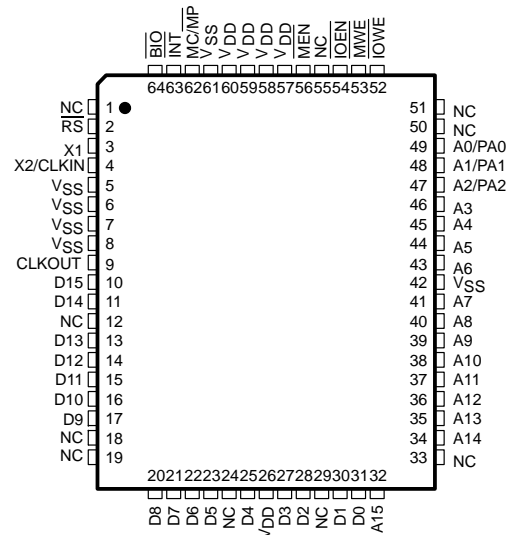 BIO INT MC/MP VSS VDD VDD VDD VDD MEN NC IOEN MWE IOWE
64 63 62 61 60 59 58 57 56 55 54 53 52
NC 1
RS 2
X1 3
X2/CLKIN 4
VSS 5
VSS 6
VSS 7
VSS 8
CLKOUT 9
D15 10
D14 11
NC 12
D13 13
D12 14
D11 15
D10 16
D9 17
NC 18
NC 19
51 NC
50 NC
49 A0/PA0
48 A1/PA1
47 A2/PA2
46 A3
45 A4
44 A5
43 A6
42 VSS
41 A7
40 A8
39 A9
38 A10
37 A11
36 A12
35 A13
34 A14
33 NC
20 21 22 23 24 25 26 27 28 29 30 31 32
D8 D7 D6 D5 NC D4 VDD D3 D2 NC D1 D0 A15